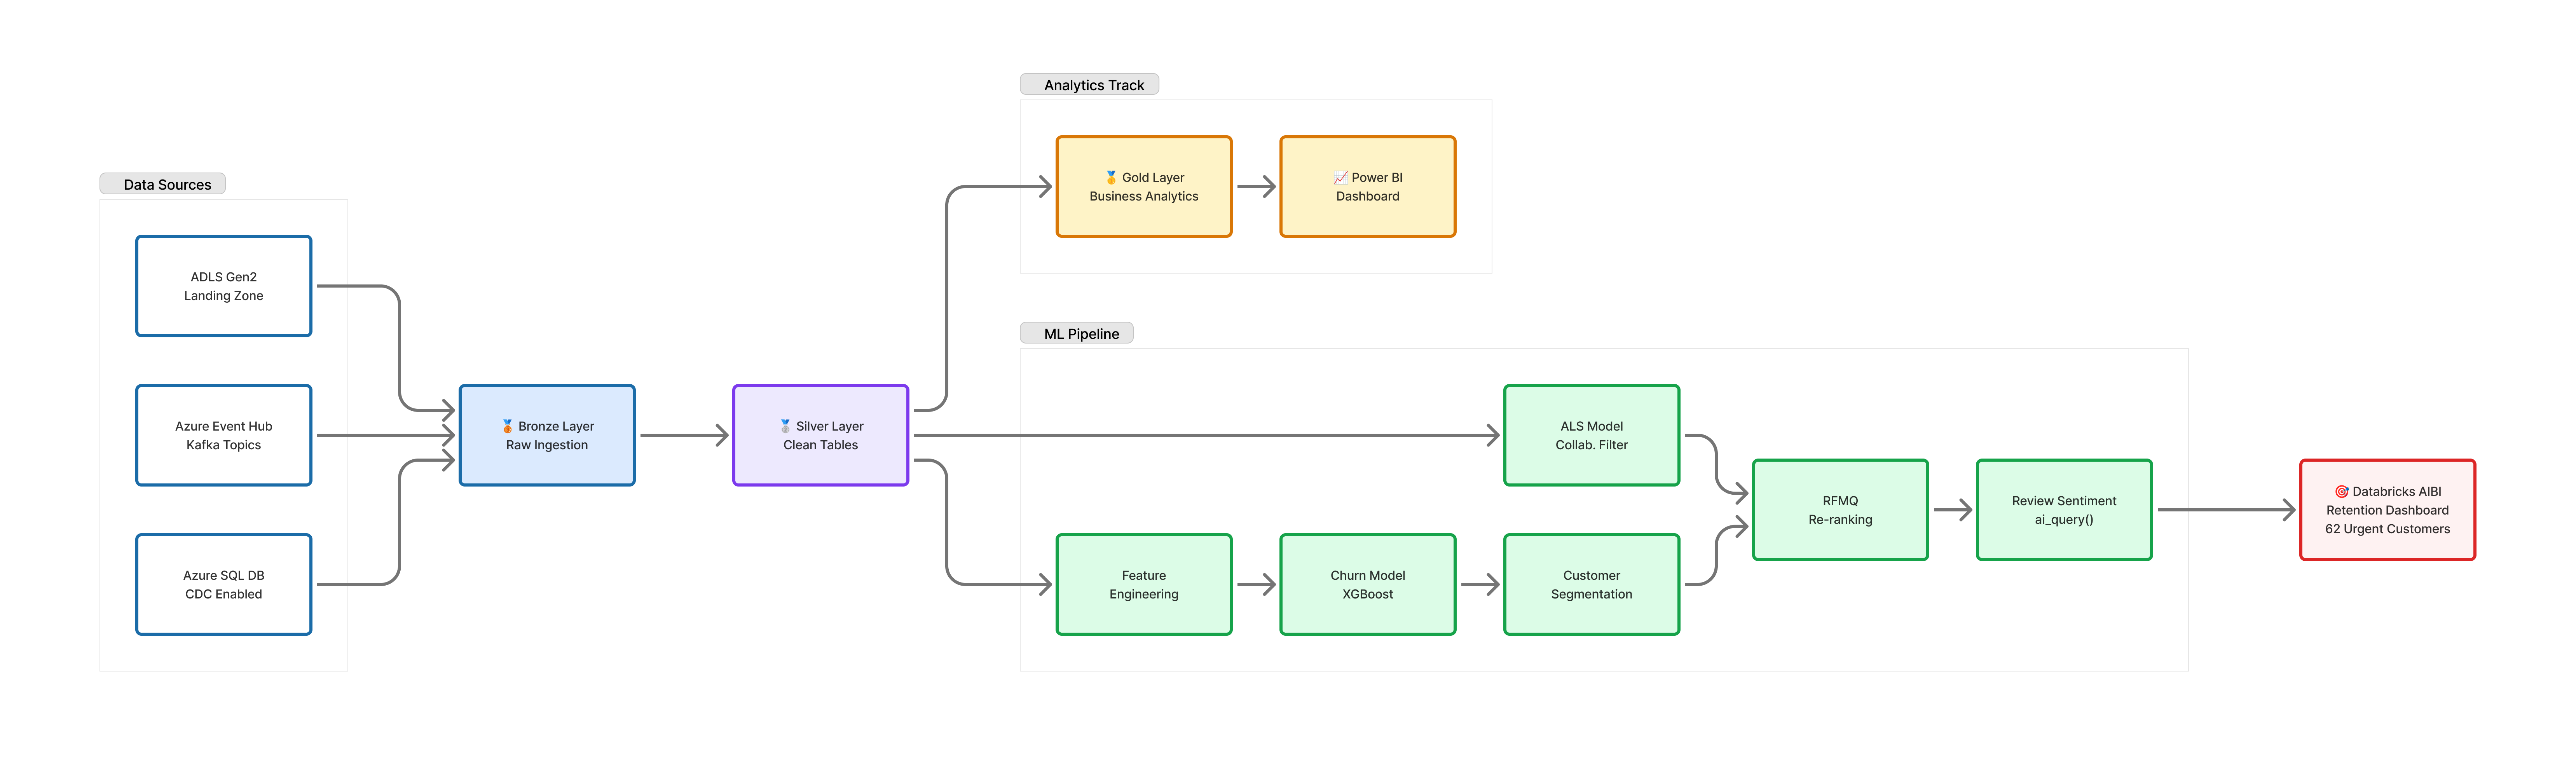 Analytics Track
🥇 Gold Layer
Business Analytics
📈 Power BI
Dashboard
Data Sources
ADLS Gen2
Landing Zone
Azure Event Hub
Kafka Topics
Azure SQL DB
CDC Enabled
🥉 Bronze Layer
Raw Ingestion
🥈 Silver Layer
Clean Tables
ML Pipeline
ALS Model
Collab. Filter
Feature
Engineering
Churn Model
XGBoost
Customer
Segmentation
RFMQ
Re-ranking
Review Sentiment
ai_query()
🎯 Databricks AIBI
Retention Dashboard
62 Urgent Customers